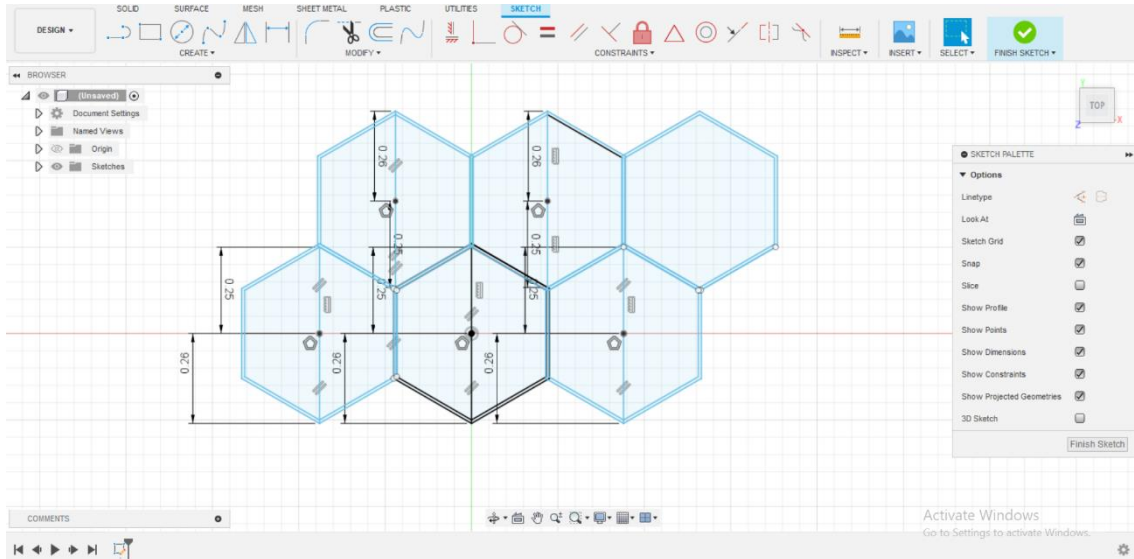 SOLID SURFACE MESH SHEET METAL PLASTIC UTILITIES SKETCH
DESIGN
CREATE MODIFY CONSTRAINTS INSPECT INSERT SELECT FINISH SKETCH
BROWSER
(Unsaved)
Document Settings
Named Views
Origin
Sketches
TOP
X
Y
Z
SKETCH PALETTE
Options
Linetype
Look At
Sketch Grid
Snap
Slice
Show Profile
Show Points
Show Dimensions
Show Constraints
Show Projected Geometries
3D Sketch
Finish Sketch
0.26
0.26
0.25
0.25
0.25
0.25
0.25
0.26
0.26
0.26
COMMENTS
Activate Windows
Go to Settings to activate Windows.